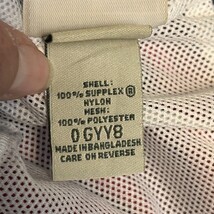 SHELL:
100% SUPPLEX ®
NYLON
MESH:
100% POLYESTER
0GYY8
MADE IN BANGLADESH
CARE ON REVERSE